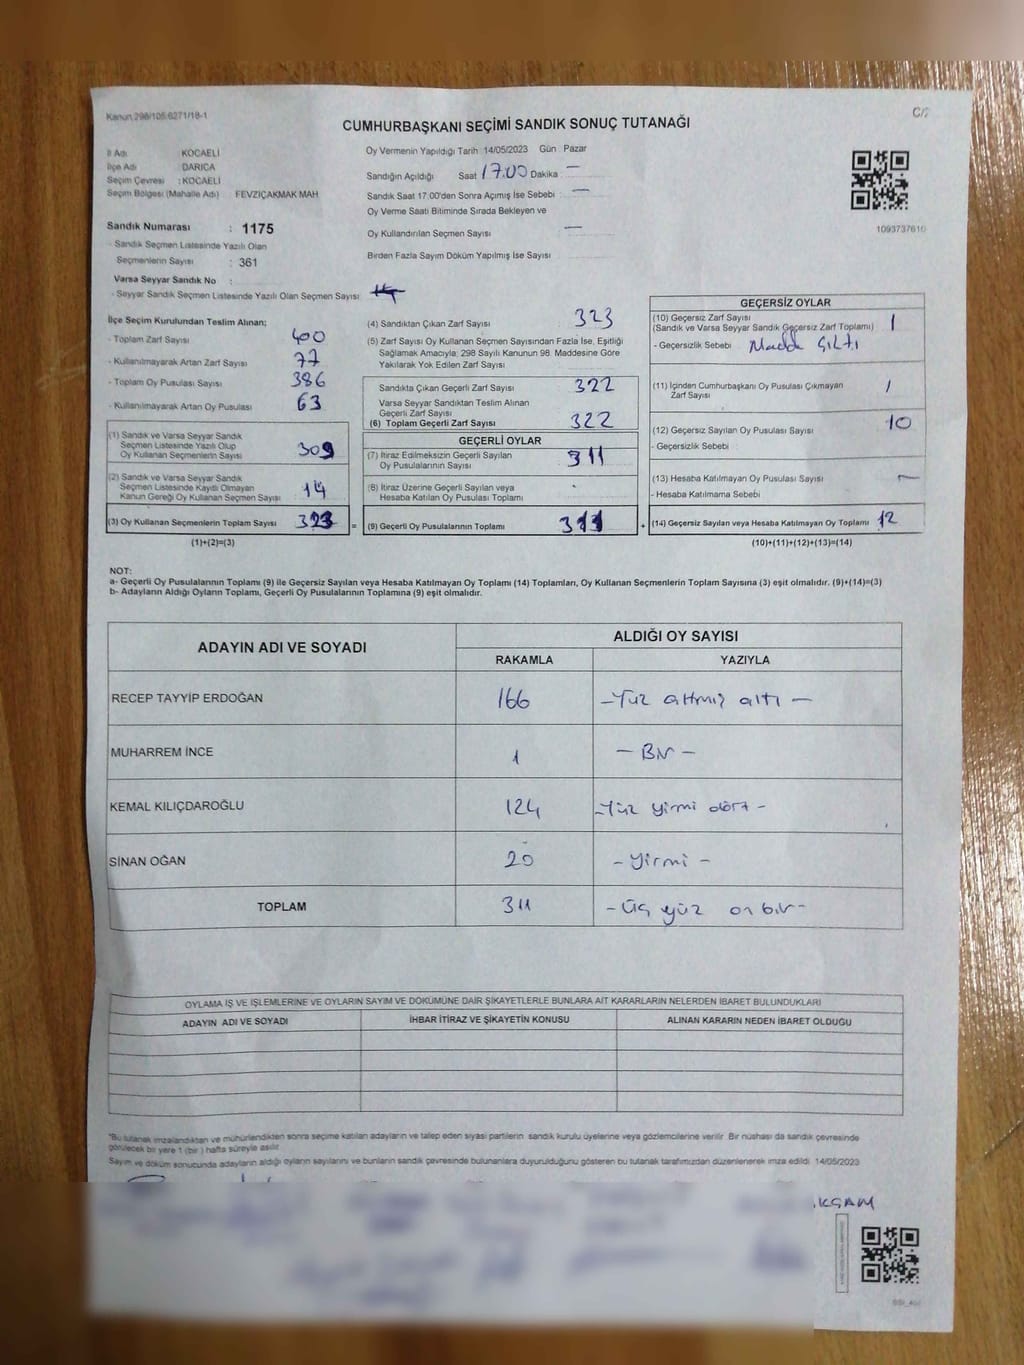 Kanun 298/105 6271/18-1
CUMHURBAŞKANI SEÇİMİ SANDIK SONUÇ TUTANAĞI
İl Adı KOCAELİ
İlçe Adı DARICA
Seçim Çevresi : KOCAELİ
Seçim Bölgesi (Mahalle Adı) FEVZİÇAKMAK MAH
Sandık Numarası : 1175
- Sandık Seçmen Listesinde Yazılı Olan
Seçmenlerin Sayısı : 361
Varsa Seyyar Sandık No :
- Seyyar Sandık Seçmen Listesinde Yazılı Olan Seçmen Sayısı
Oy Vermenin Yapıldığı Tarih 14/05/2023 Gün Pazar
Sandığın Açıldığı Saat 17.00 Dakika : —
Sandık Saat 17:00'den Sonra Açımış İse Sebebi : —
Oy Verme Saati Bitiminde Sırada Bekleyen ve
Oy Kullandırılan Seçmen Sayısı —
Birden Fazla Sayım Döküm Yapılmış İse Sayısı
1093737610
İlçe Seçim Kurulundan Teslim Alınan;
- Toplam Zarf Sayısı 400
- Kullanılmayarak Artan Zarf Sayısı 77
- Toplam Oy Pusulası Sayısı 386
- Kullanılmayarak Artan Oy Pusulası 63
(1) Sandık ve Varsa Seyyar Sandık
Seçmen Listesinde Yazılı Olup
Oy Kullanan Seçmenlerin Sayısı 309
(2) Sandık ve Varsa Seyyar Sandık
Seçmen Listesinde Kayıtlı Olmayan
Kanun Gereği Oy Kullanan Seçmen Sayısı 14
(3) Oy Kullanan Seçmenlerin Toplam Sayısı 323 =
(1)+(2)=(3)
(4) Sandıktan Çıkan Zarf Sayısı 323
(5) Zarf Sayısı Oy Kullanan Seçmen Sayısından Fazla İse, Eşitliği
Sağlamak Amacıyla; 298 Sayılı Kanunun 98. Maddesine Göre
Yakılarak Yok Edilen Zarf Sayısı
Sandıkta Çıkan Geçerli Zarf Sayısı 322
Varsa Seyyar Sandıktan Teslim Alınan
Geçerli Zarf Sayısı
(6) Toplam Geçerli Zarf Sayısı 322
GEÇERLİ OYLAR
(7) İtiraz Edilmeksizin Geçerli Sayılan
Oy Pusulalarının Sayısı 311
(8) İtiraz Üzerine Geçerli Sayılan veya
Hesaba Katılan Oy Pusulası Toplamı
(9) Geçerli Oy Pusulalarının Toplamı 311 +
GEÇERSİZ OYLAR
(10) Geçersiz Zarf Sayısı
(Sandık ve Varsa Seyyar Sandık Geçersiz Zarf Toplamı) 1
- Geçersizlik Sebebi
(11) İçinden Cumhurbaşkanı Oy Pusulası Çıkmayan
Zarf Sayısı 1
(12) Geçersiz Sayılan Oy Pusulası Sayısı 10
- Geçersizlik Sebebi
(13) Hesaba Katılmayan Oy Pusulası Sayısı —
- Hesaba Katılmama Sebebi
(14) Geçersiz Sayılan veya Hesaba Katılmayan Oy Toplamı 12
(10)+(11)+(12)+(13)=(14)
NOT:
a- Geçerli Oy Pusulalarının Toplamı (9) ile Geçersiz Sayılan veya Hesaba Katılmayan Oy Toplamı (14) Toplamları, Oy Kullanan Seçmenlerin Toplam Sayısına (3) eşit olmalıdır. (9)+(14)=(3)
b- Adayların Aldığı Oyların Toplamı, Geçerli Oy Pusulalarının Toplamına (9) eşit olmalıdır.
ADAYIN ADI VE SOYADI ALDIĞI OY SAYISI
RAKAMLA YAZIYLA
RECEP TAYYİP ERDOĞAN 166 -Yüz altmış altı -
MUHARREM İNCE 1 - Bir -
KEMAL KILIÇDAROĞLU 124 -Yüz yirmi dört -
SİNAN OĞAN 20 - Yirmi -
TOPLAM 311 - Üç yüz on bir -
OYLAMA İŞ VE İŞLEMLERİNE VE OYLARIN SAYIM VE DÖKÜMÜNE DAİR ŞİKAYETLERLE BUNLARA AİT KARARLARIN NELERDEN İBARET BULUNDUKLARI
ADAYIN ADI VE SOYADI İHBAR İTİRAZ VE ŞİKAYETİN KONUSU ALINAN KARARIN NEDEN İBARET OLDUĞU
"Bu tutanak imzalandıktan ve mühürlendikten sonra seçime katılan adayların ve talep eden siyasi partilerin sandık kurulu üyelerine veya gözlemcilerine verilir. Bir nüshası da sandık çevresinde
görülecek bir yere 1 (bir) hafta süreyle asılır.
Sayım ve döküm sonucunda adayların aldığı oyların sayılarını ve bunların sandık çevresinde bulunanlara duyurulduğunu gösteren bu tutanak tarafımızdan düzenlenerek imza edildi 14/05/2023